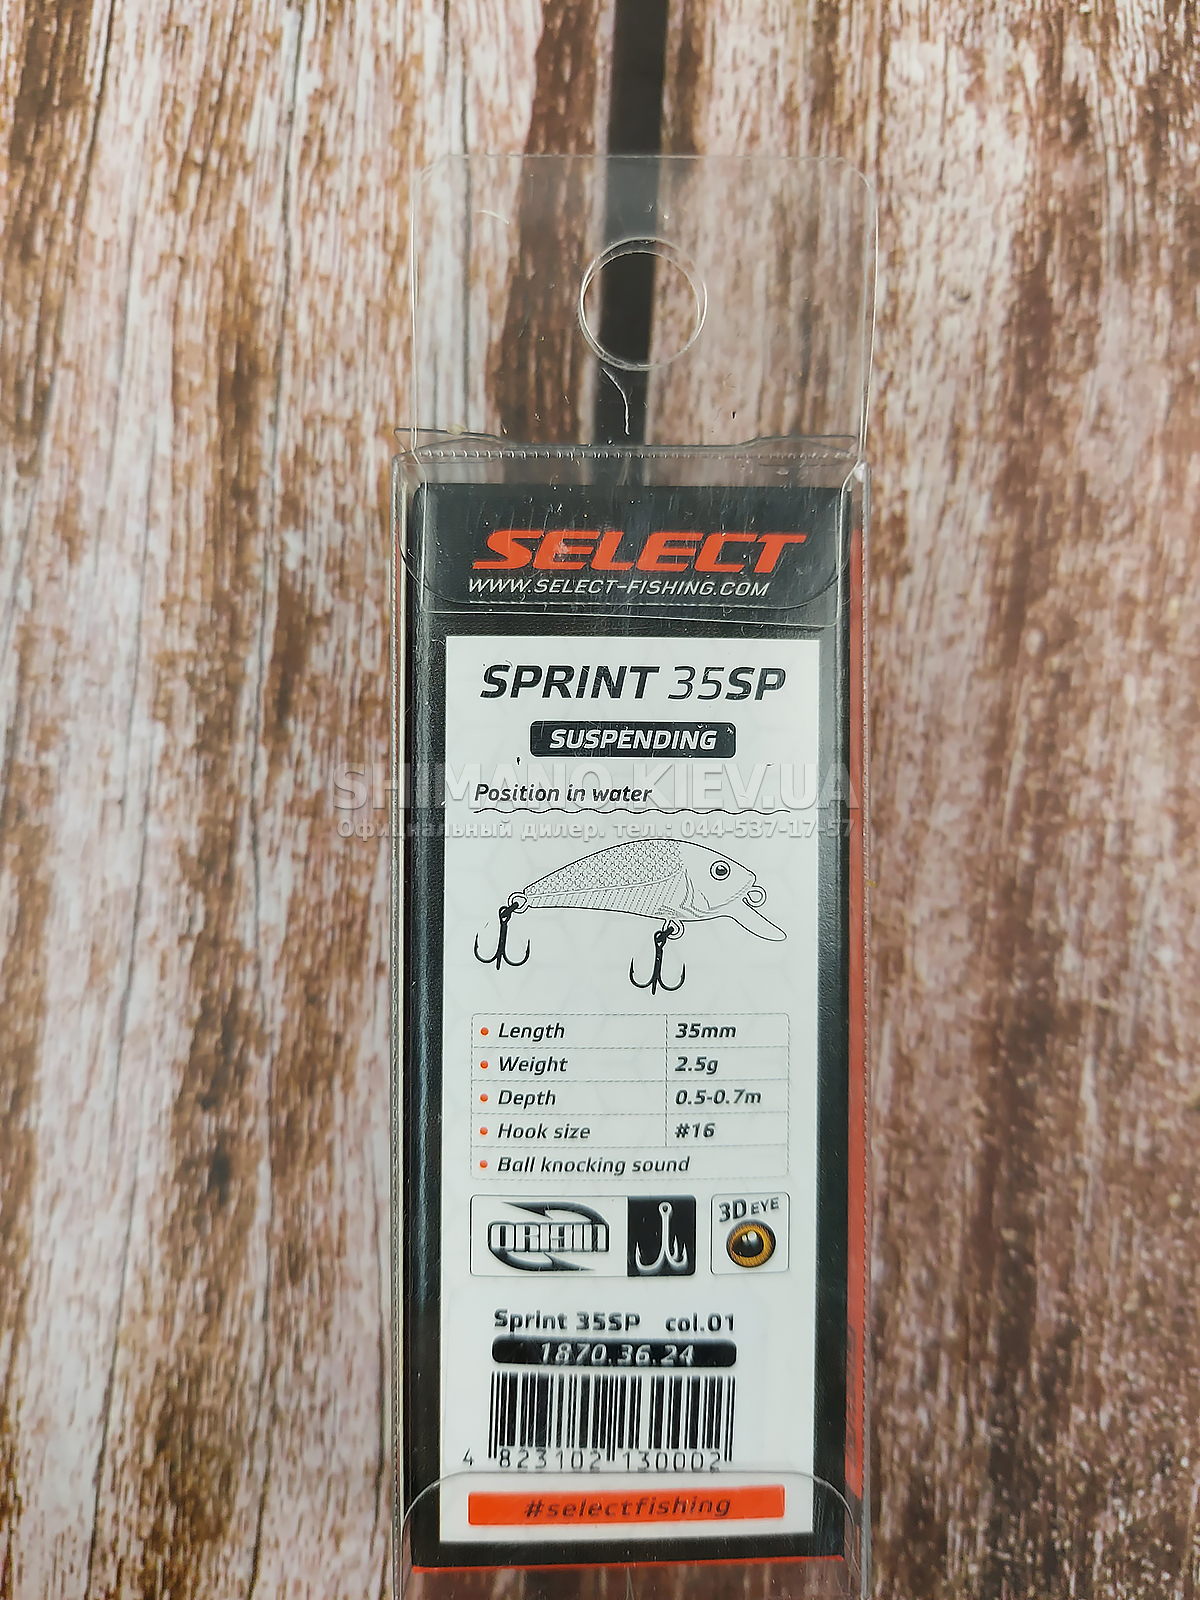 SELECT
WWW.SELECT-FISHING.COM
SPRINT 35SP
SUSPENDING
SHIMANO.KIEV.UA
Position in water
Официальный дилер. тел.: 044-537-17-57
Length 35mm
Weight 2.5g
Depth 0.5-0.7m
Hook size #16
Ball knocking sound
ORIGIN
3D EYE
Sprint 35SP col.01
1870.36.24
4 823102 130002
#selectfishing